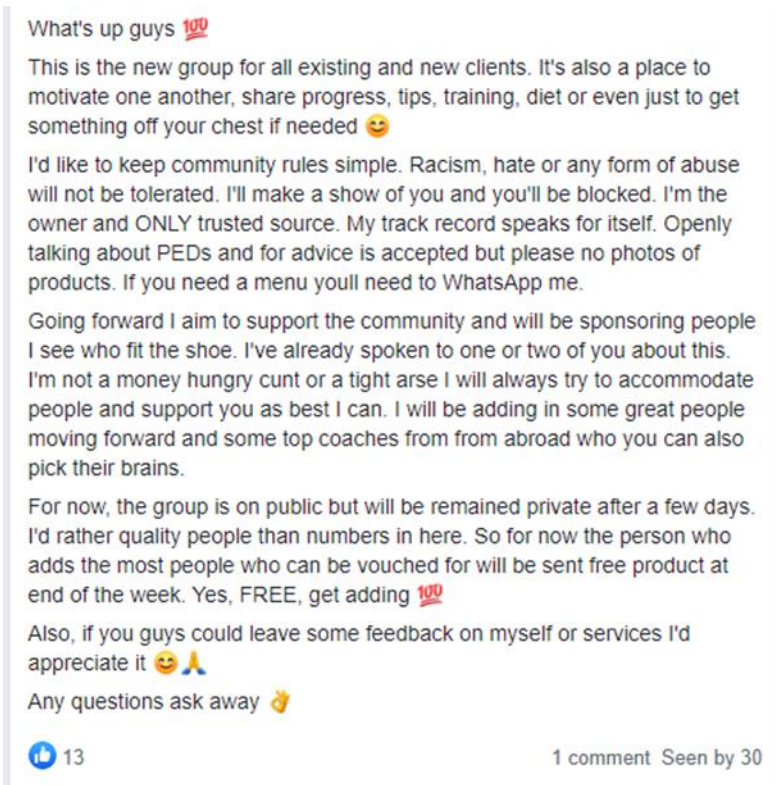 What's up guys 💯
This is the new group for all existing and new clients. It's also a place to
motivate one another, share progress, tips, training, diet or even just to get
something off your chest if needed 😊
I'd like to keep community rules simple. Racism, hate or any form of abuse
will not be tolerated. I'll make a show of you and you'll be blocked. I'm the
owner and ONLY trusted source. My track record speaks for itself. Openly
talking about PEDs and for advice is accepted but please no photos of
products. If you need a menu youll need to WhatsApp me.
Going forward I aim to support the community and will be sponsoring people
I see who fit the shoe. I've already spoken to one or two of you about this.
I'm not a money hungry cunt or a tight arse I will always try to accommodate
people and support you as best I can. I will be adding in some great people
moving forward and some top coaches from from abroad who you can also
pick their brains.
For now, the group is on public but will be remained private after a few days.
I'd rather quality people than numbers in here. So for now the person who
adds the most people who can be vouched for will be sent free product at
end of the week. Yes, FREE, get adding 💯
Also, if you guys could leave some feedback on myself or services I'd
appreciate it 😊🙏
Any questions ask away 👌
13 1 comment Seen by 30